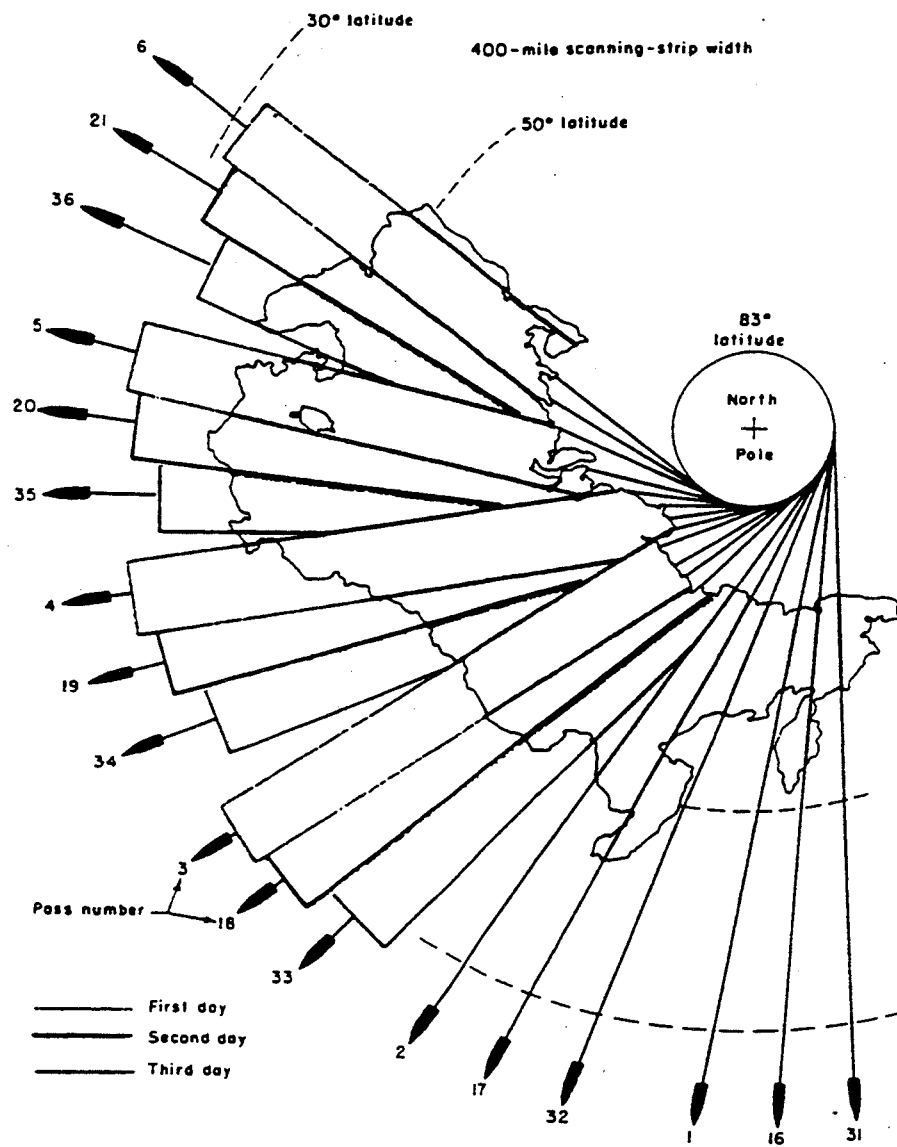 30° latitude
400-mile scanning-strip width
6
50° latitude
21
36
5
83°
latitude
North
Pole
20
35
4
19
34
3
Pass number
18
33
First day
Second day
Third day
2
17
32
1
16
31